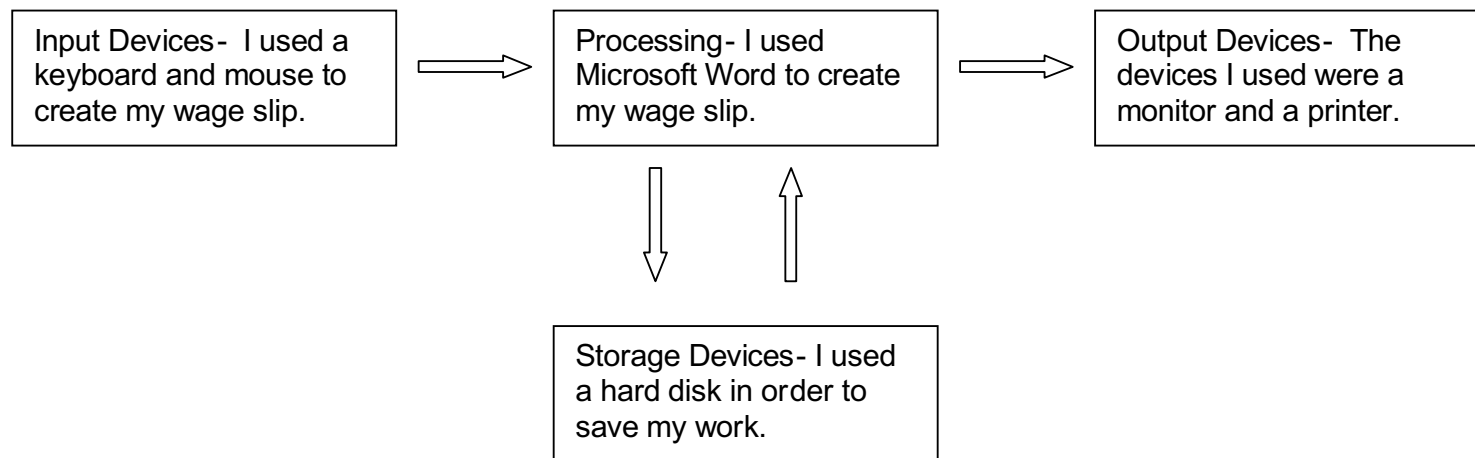 Input Devices- I used a
keyboard and mouse to
create my wage slip.
Processing- I used
Microsoft Word to create
my wage slip.
Output Devices- The
devices I used were a
monitor and a printer.
Storage Devices- I used
a hard disk in order to
save my work.